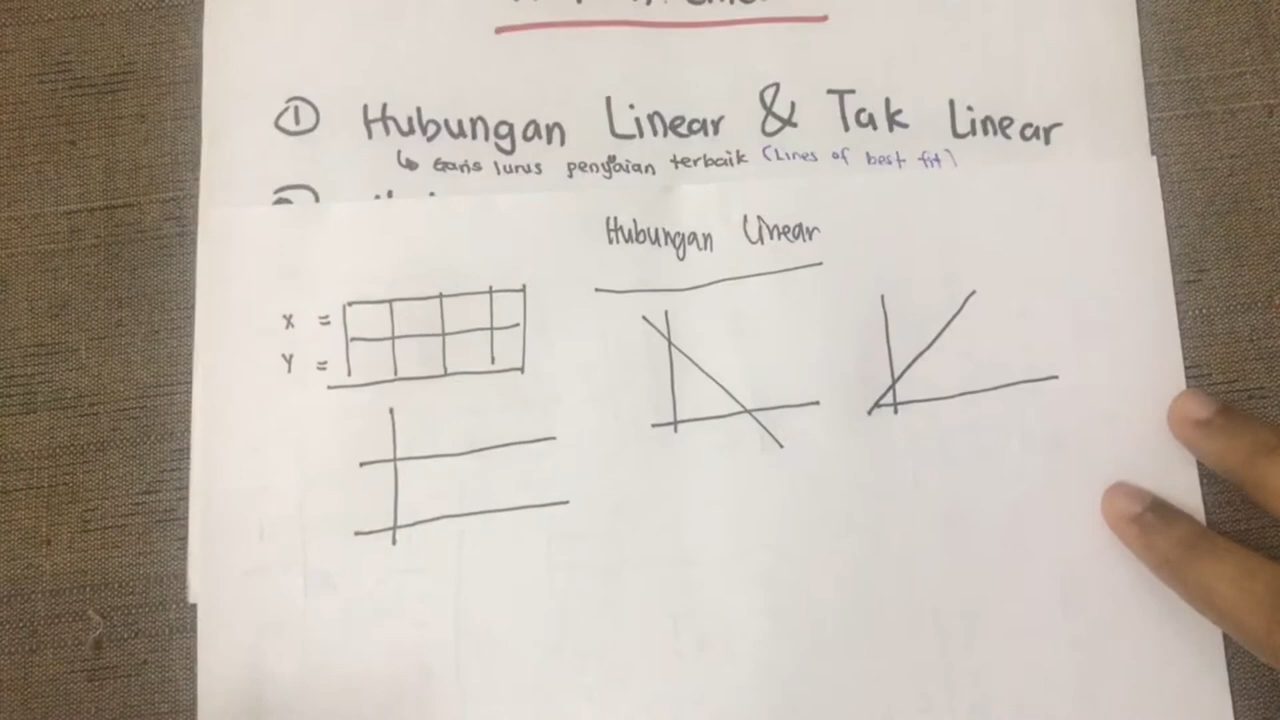 ① Hubungan Linear & Tak Linear
↳ Garis lurus penyuaian terbaik (Lines of best fit)
Hubungan Linear
X =
Y =